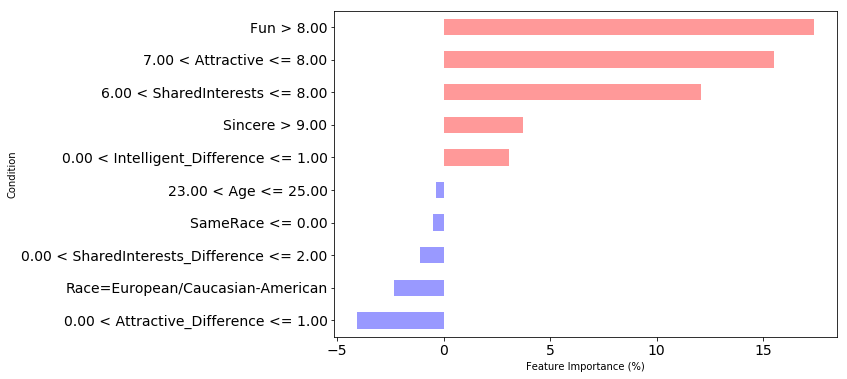 Fun > 8.00
7.00 < Attractive <= 8.00
6.00 < SharedInterests <= 8.00
Sincere > 9.00
0.00 < Intelligent_Difference <= 1.00
23.00 < Age <= 25.00
SameRace <= 0.00
0.00 < SharedInterests_Difference <= 2.00
Race=European/Caucasian-American
0.00 < Attractive_Difference <= 1.00
Condition
−5 0 5 10 15
Feature Importance (%)